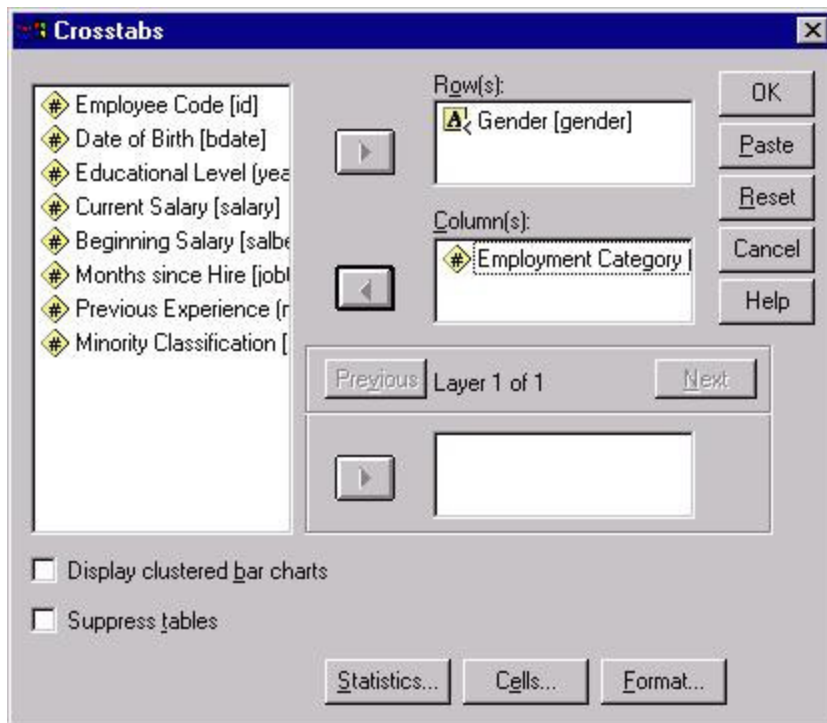 Crosstabs
Employee Code [id]
Date of Birth [bdate]
Educational Level (yea
Current Salary [salary]
Beginning Salary [salbe
Months since Hire [jobt
Previous Experience (r
Minority Classification [
Row(s):
Gender [gender]
Column(s):
Employment Category [
OK
Paste
Reset
Cancel
Help
Previous
Layer 1 of 1
Next
Display clustered bar charts
Suppress tables
Statistics...
Cells...
Format...